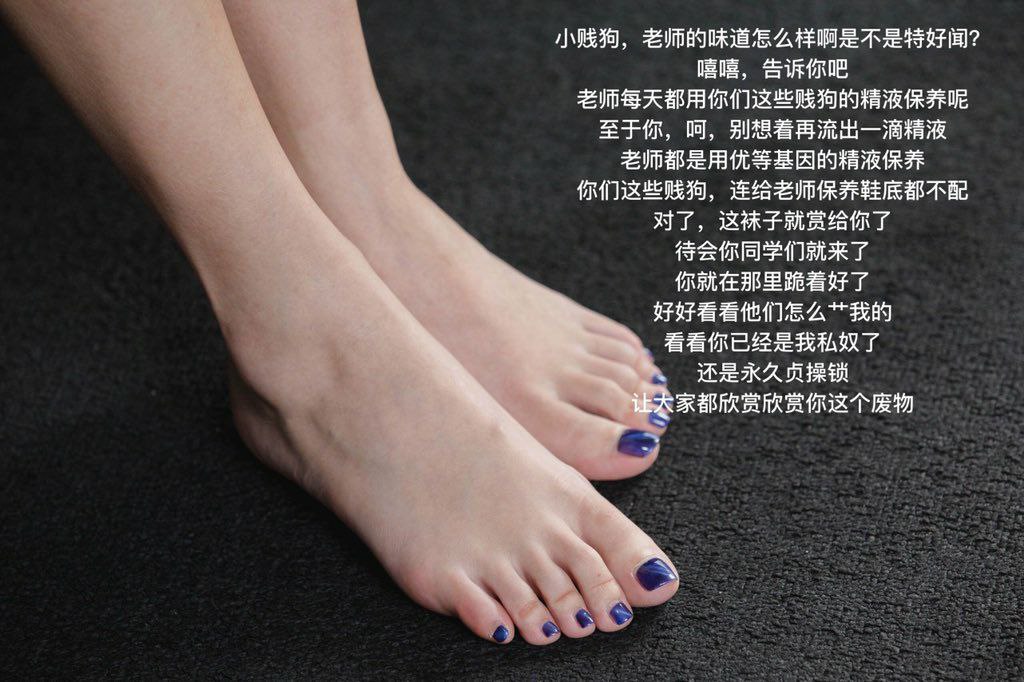 小贱狗，老师的味道怎么样啊是不是特好闻？
嘻嘻，告诉你吧
老师每天都用你们这些贱狗的精液保养呢
至于你，呵，别想着再流出一滴精液
老师都是用优等基因的精液保养
你们这些贱狗，连给老师保养鞋底都不配
对了，这袜子就赏给你了
待会你同学们就来了
你就在那里跪着好了
好好看看他们怎么艹我的
看看你已经是我私奴了
还是永久贞操锁
让大家都欣赏欣赏你这个废物